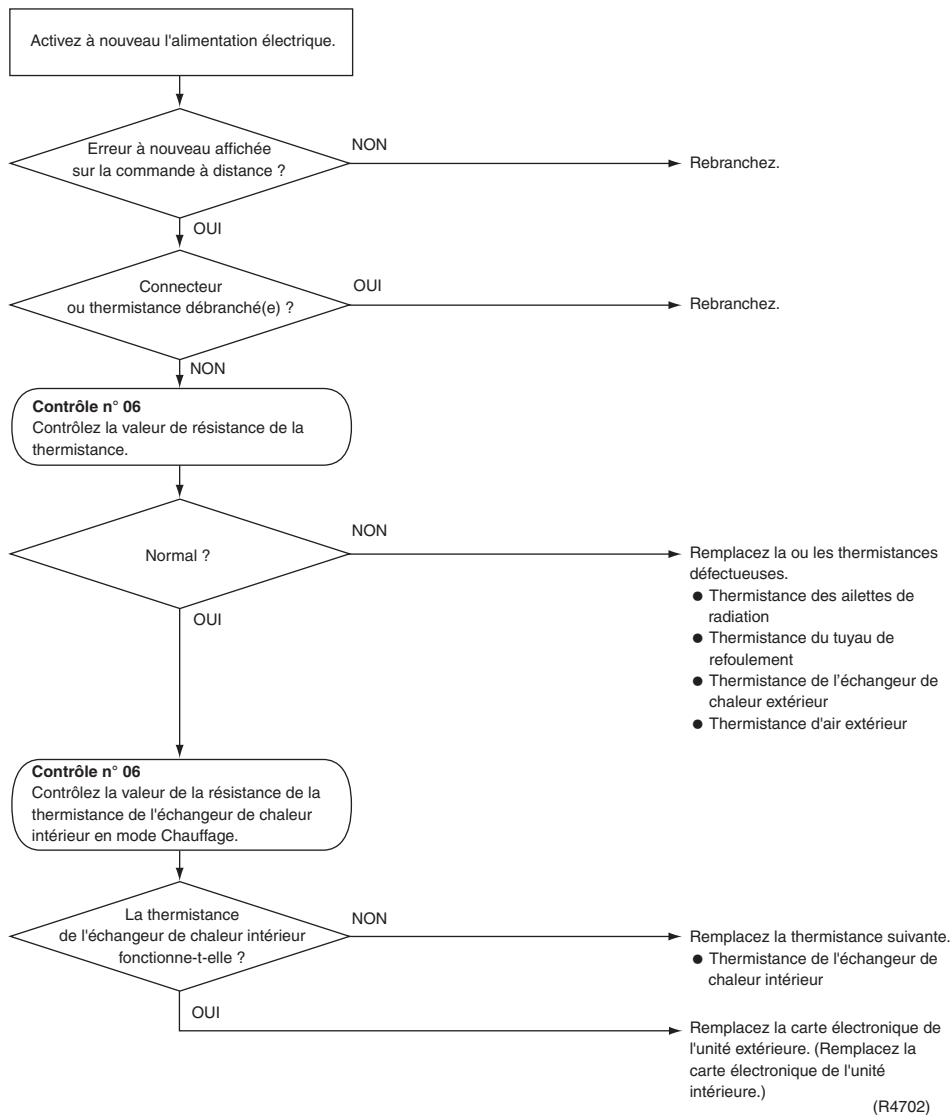 Activez à nouveau l'alimentation électrique.
Erreur à nouveau affichée
sur la commande à distance ?
NON
Rebranchez.
OUI
Connecteur
ou thermistance débranché(e) ?
OUI
Rebranchez.
NON
Contrôle n° 06
Contrôlez la valeur de résistance de la
thermistance.
Normal ?
NON
Remplacez la ou les thermistances
défectueuses.
● Thermistance des ailettes de
radiation
● Thermistance du tuyau de
refoulement
● Thermistance de l'échangeur de
chaleur extérieur
● Thermistance d'air extérieur
OUI
Contrôle n° 06
Contrôlez la valeur de la résistance de la
thermistance de l'échangeur de chaleur
intérieur en mode Chauffage.
La thermistance
de l'échangeur de chaleur intérieur
fonctionne-t-elle ?
NON
Remplacez la thermistance suivante.
● Thermistance de l'échangeur de
chaleur intérieur
OUI
Remplacez la carte électronique de
l'unité extérieure. (Remplacez la
carte électronique de l'unité
intérieure.)
(R4702)